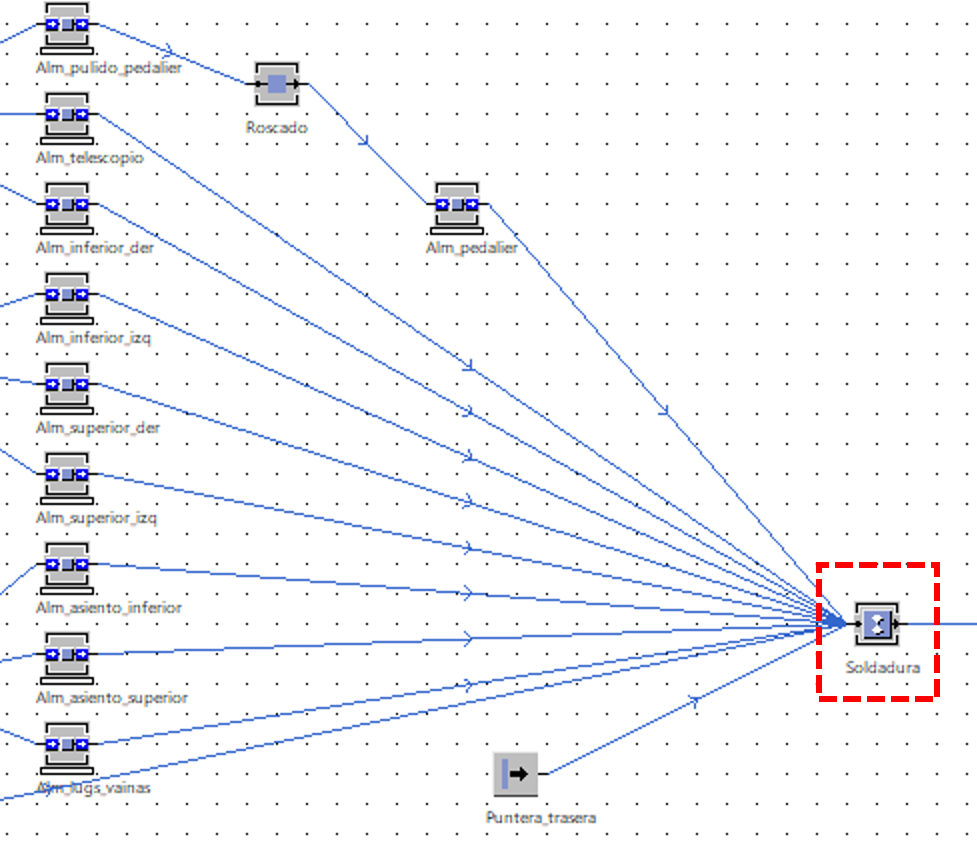 Alm_pulido_pedalier
Roscado
Alm_telescopio
Alm_inferior_der
Alm_pedalier
Alm_inferior_izq
Alm_superior_der
Alm_superior_izq
Alm_asiento_inferior
Soldadura
Alm_asiento_superior
Alm_lugs_vainas
Puntera_trasera